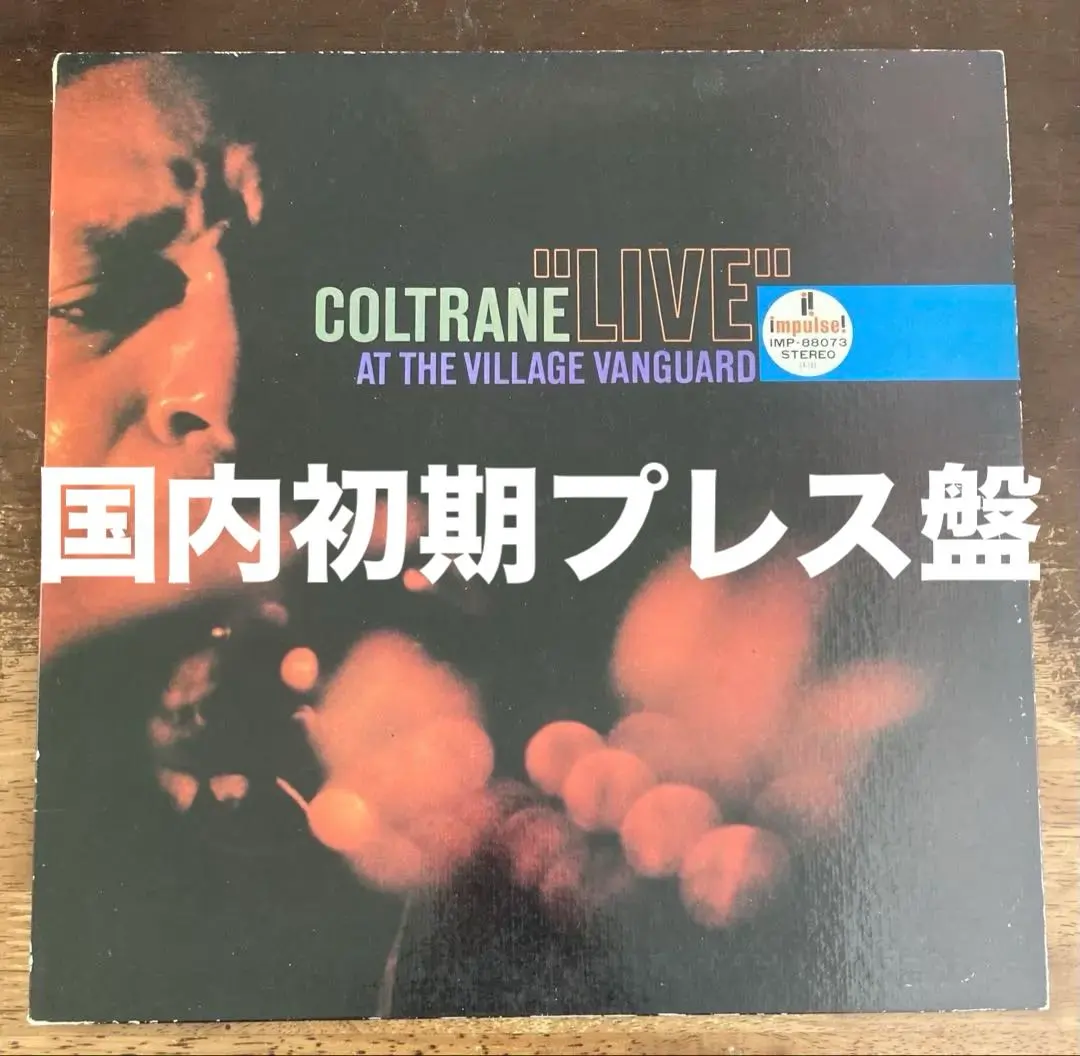 "LIVE"
COLTRANE
AT THE VILLAGE VANGUARD
impulse!
IMP-88073
STEREO
国内初期プレス盤